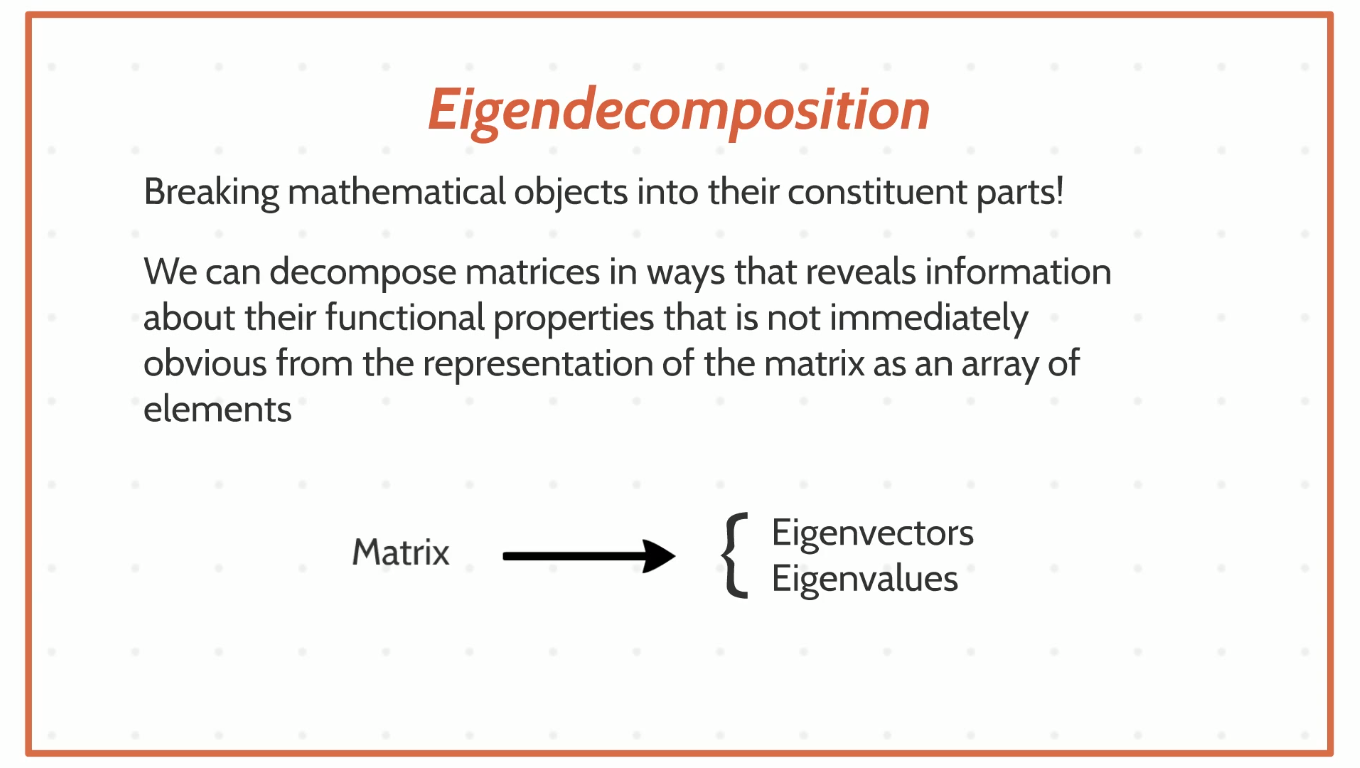 Eigendecomposition
Breaking mathematical objects into their constituent parts!
We can decompose matrices in ways that reveals information
about their functional properties that is not immediately
obvious from the representation of the matrix as an array of
elements
Matrix
{
Eigenvectors
Eigenvalues